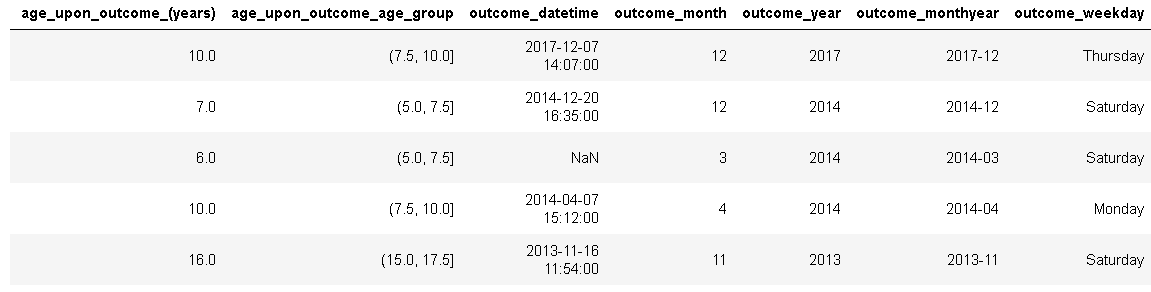 age_upon_outcome_(years) age_upon_outcome_age_group outcome_datetime outcome_month outcome_year outcome_monthyear outcome_weekday
10.0 (7.5, 10.0] 2017-12-07 14:07:00 12 2017 2017-12 Thursday
7.0 (5.0, 7.5] 2014-12-20 16:35:00 12 2014 2014-12 Saturday
6.0 (5.0, 7.5] NaN 3 2014 2014-03 Saturday
10.0 (7.5, 10.0] 2014-04-07 15:12:00 4 2014 2014-04 Monday
16.0 (15.0, 17.5] 2013-11-16 11:54:00 11 2013 2013-11 Saturday